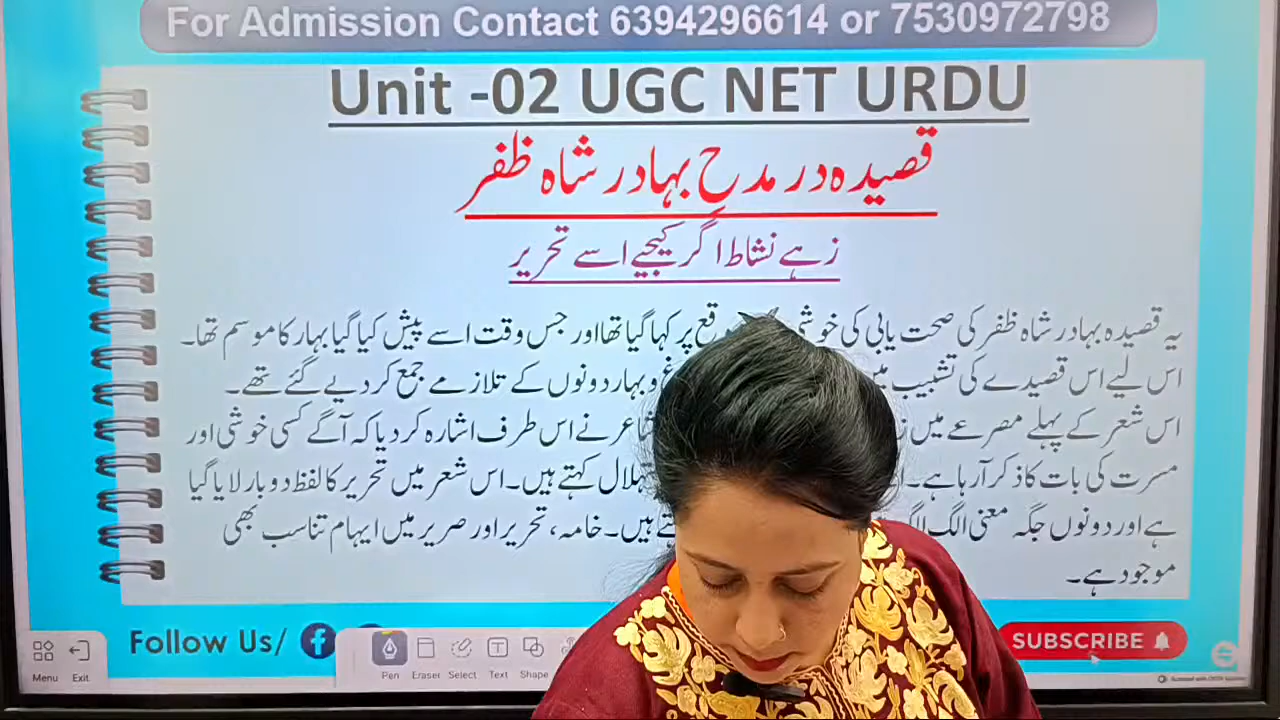 For Admission Contact 6394296614 or 7530972798
Unit -02 UGC NET URDU
قصیدہ در مدحِ بہادر شاہ ظفر
زہے نشاط اگر کیجیے اسے تحریر
یہ قصیدہ بہادر شاہ ظفر کی صحت یابی کی خوشی پر کہا گیا تھا اور جس وقت اسے پیش کیا گیا بہار کا موسم تھا۔
اس لیے اس قصیدے کی تشبیب میں و بہار دونوں کے تلازمے جمع کر دیے گئے تھے۔
اس شعر کے پہلے مصرعے میں نے اس طرف اشارہ کر دیا کہ آگے کسی خوشی اور
مسرت کی بات کا ذکر آ رہا ہے۔ کہتے ہیں۔ اس شعر میں تحریر کا لفظ دو بار لایا گیا
ہے اور دونوں جگہ معنی الگ ہیں۔ خامہ، تحریر اور صریر میں ایہام تناسب بھی
موجود ہے۔
Follow Us/
SUBSCRIBE
Menu Exit Pen Eraser Select Text Shape